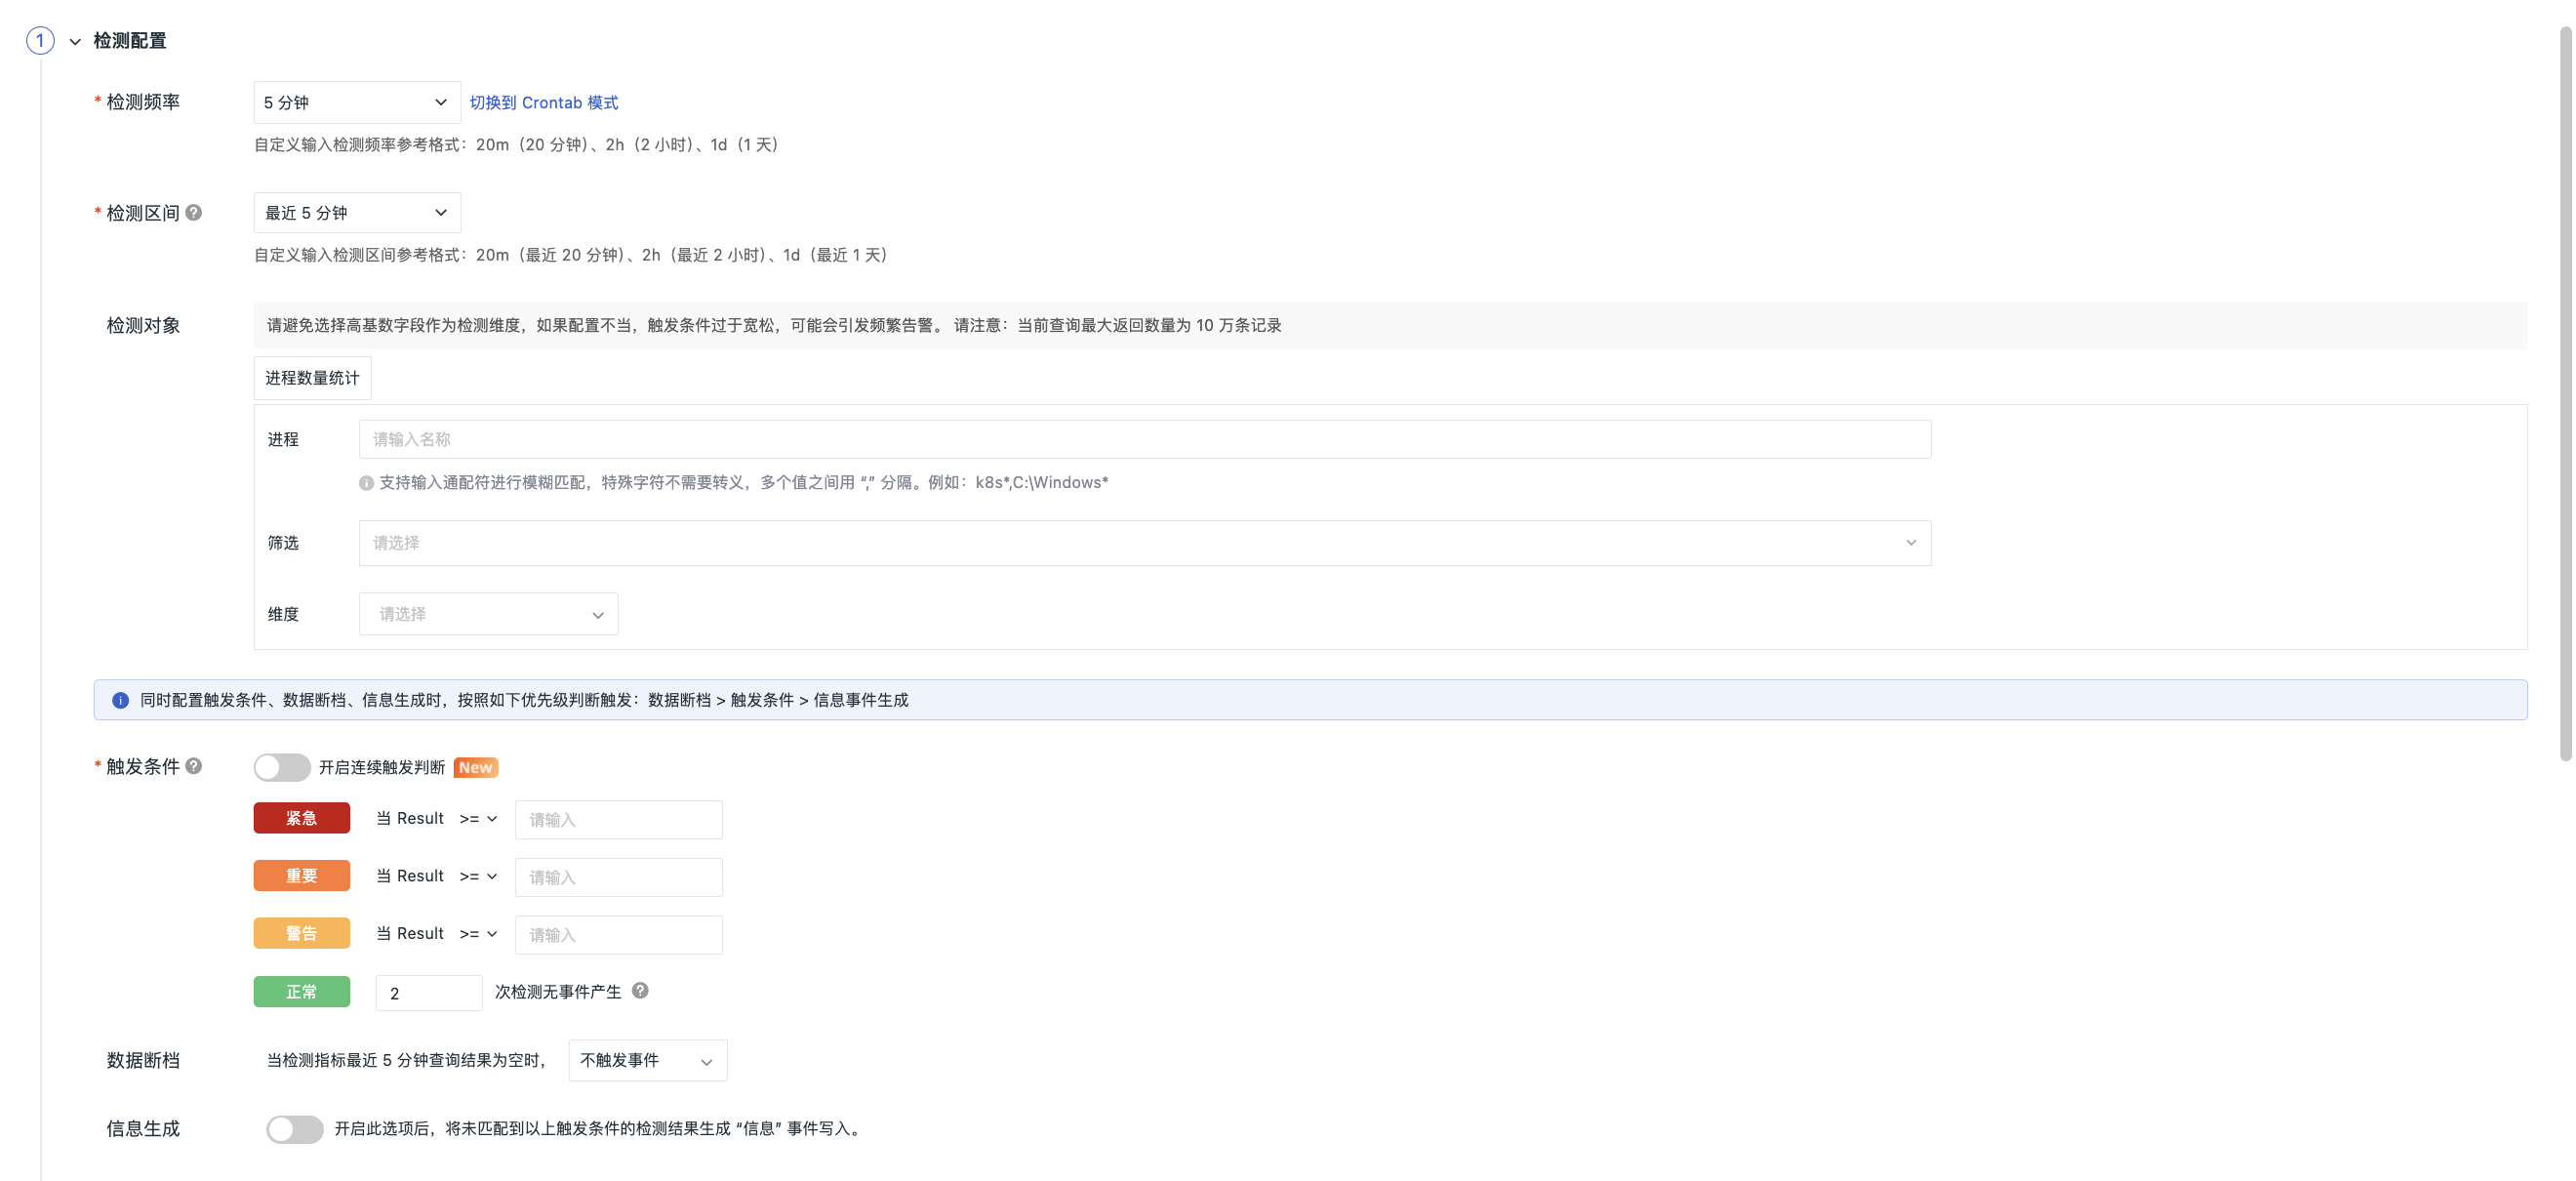 1 检测配置
* 检测频率 5 分钟 切换到 Crontab 模式
自定义输入检测频率参考格式：20m（20 分钟）、2h（2 小时）、1d（1 天）
* 检测区间 最近 5 分钟
自定义输入检测区间参考格式：20m（最近 20 分钟）、2h（最近 2 小时）、1d（最近 1 天）
检测对象 请避免选择高基数字段作为检测维度，如果配置不当，触发条件过于宽松，可能会引发频繁告警。 请注意：当前查询最大返回数量为 10 万条记录
进程数量统计
进程 请输入名称
支持输入通配符进行模糊匹配，特殊字符不需要转义，多个值之间用 “,” 分隔。例如：k8s*,C:\Windows*
筛选 请选择
维度 请选择
同时配置触发条件、数据断档、信息生成时，按照如下优先级判断触发：数据断档 > 触发条件 > 信息事件生成
* 触发条件 开启连续触发判断 New
紧急 当 Result >= 请输入
重要 当 Result >= 请输入
警告 当 Result >= 请输入
正常 2 次检测无事件产生
数据断档 当检测指标最近 5 分钟查询结果为空时， 不触发事件
信息生成 开启此选项后，将未匹配到以上触发条件的检测结果生成 “信息” 事件写入。